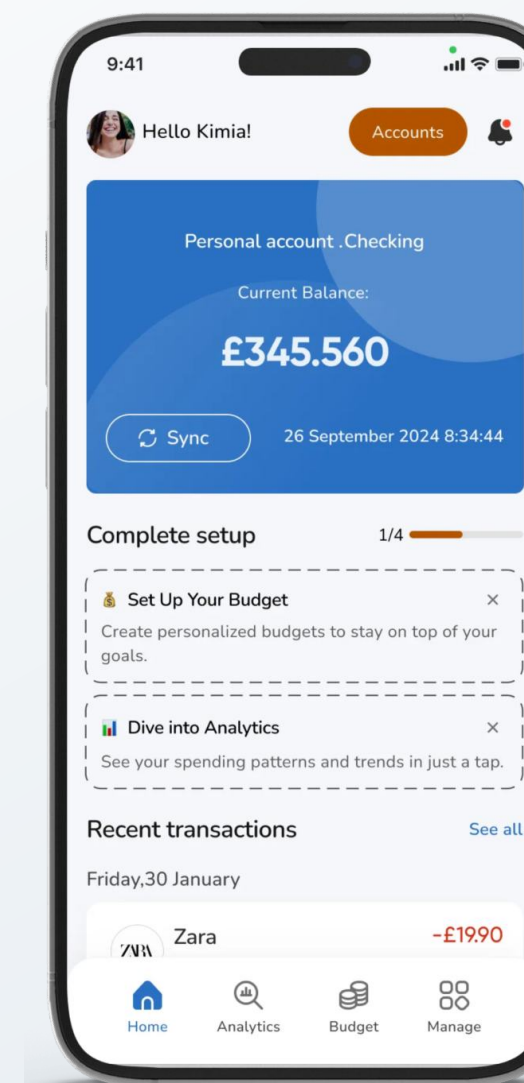 9:41
Hello Kimia!
Accounts
Personal account .Checking
Current Balance:
£345.560
Sync
26 September 2024 8:34:44
Complete setup
1/4
Set Up Your Budget
Create personalized budgets to stay on top of your
goals.
Dive into Analytics
See your spending patterns and trends in just a tap.
Recent transactions
See all
Friday,30 January
ZARA
Zara
-£19.90
Home
Analytics
Budget
Manage